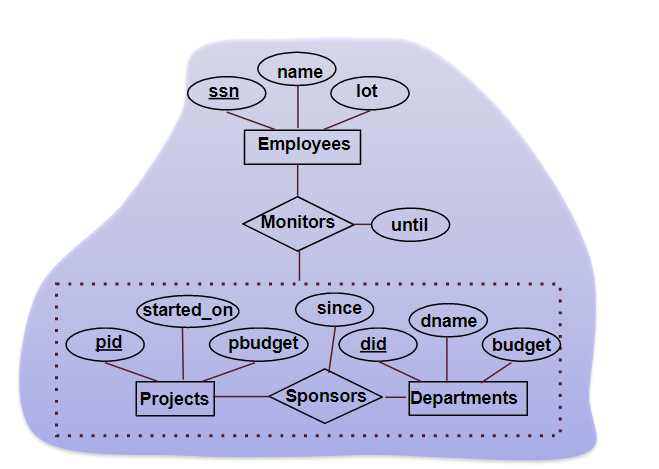 name
ssn
lot
Employees
Monitors
until
started_on
since
dname
pid
pbudget
did
budget
Projects
Sponsors
Departments